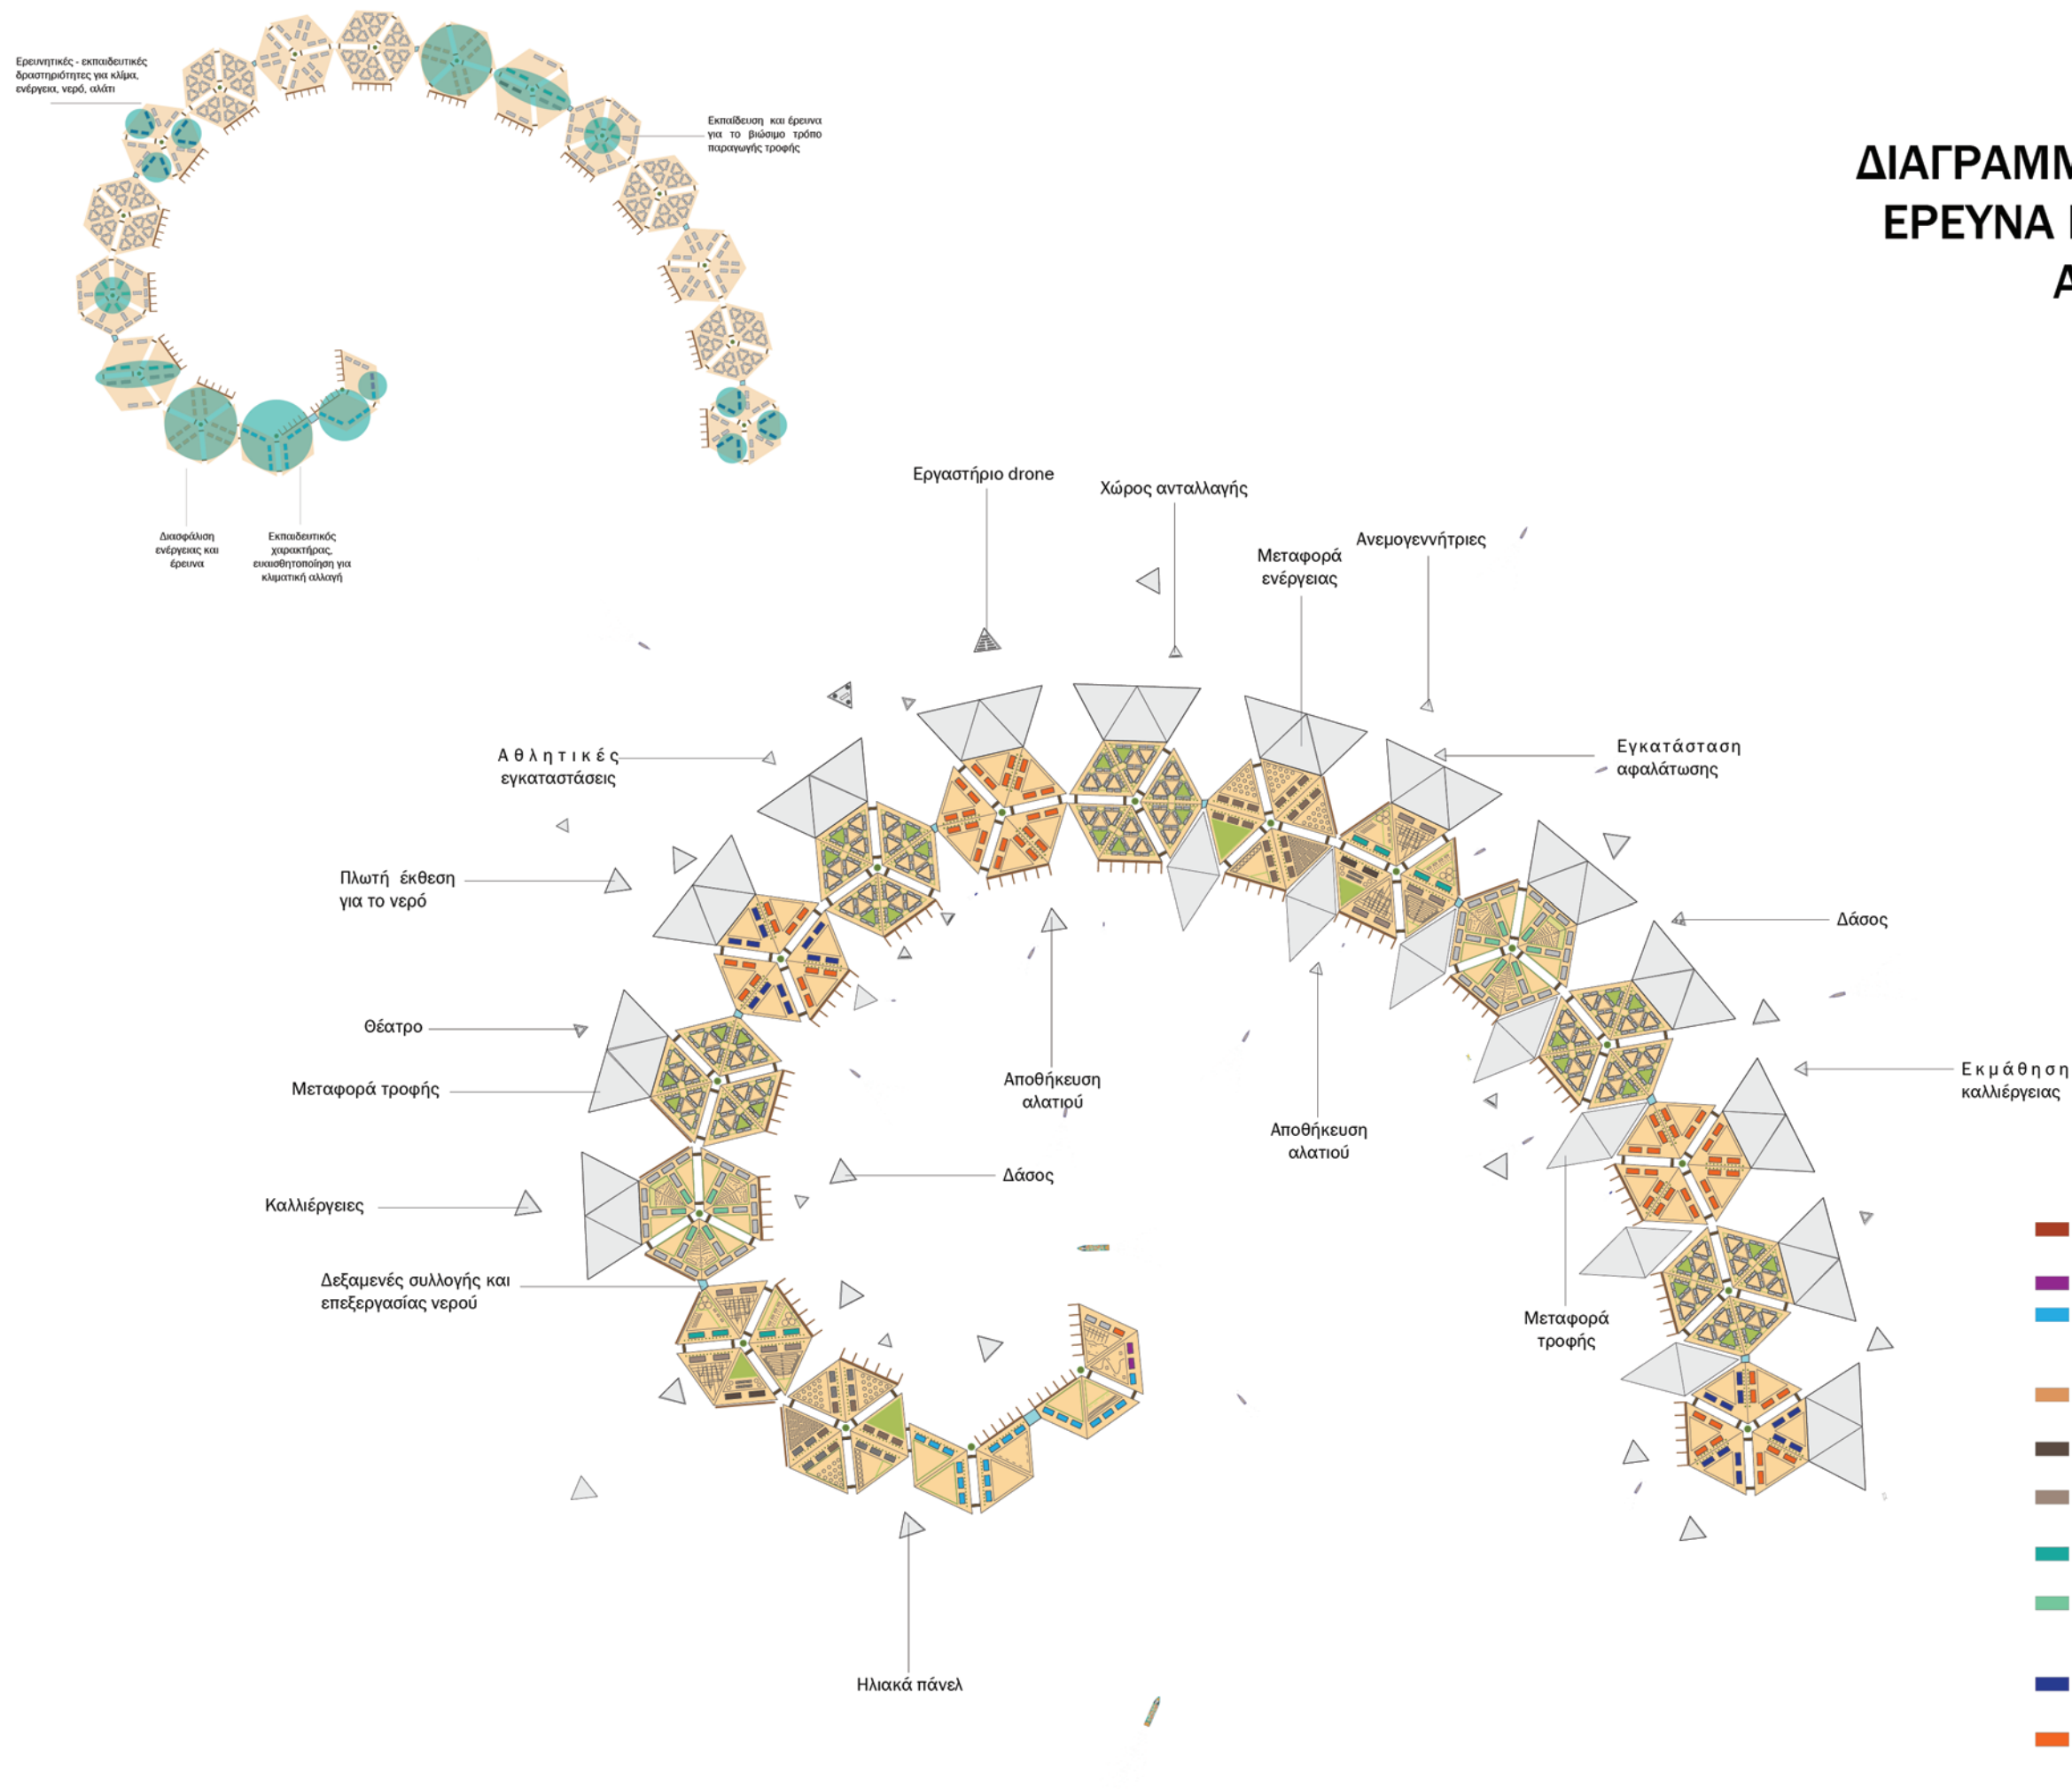 Ερευνητικές - εκπαιδευτικές
δραστηριότητες για κλίμα,
ενέργεια, νερό, αλάτι
Εκπαίδευση και έρευνα
για το βιώσιμο τρόπο
παραγωγής τροφής
ΔΙΑΓΡΑΜΜ
ΕΡΕΥΝΑ
Διασφάλιση
ενέργειας και
έρευνα
Εκπαιδευτικός
χαρακτήρας,
ευαισθητοποίηση για
κλιματική αλλαγή
Εργαστήριο drone
Χώρος ανταλλαγής
Μεταφορά
ενέργειας
Ανεμογεννήτριες
Αθλητικές
εγκαταστάσεις
Εγκατάσταση
αφαλάτωσης
Πλωτή έκθεση
για το νερό
Δάσος
Θέατρο
Μεταφορά τροφής
Αποθήκευση
αλατιού
Εκμάθηση
καλλιέργειας
Αποθήκευση
αλατιού
Δάσος
Καλλιέργειες
Δεξαμενές συλλογής και
επεξεργασίας νερού
Μεταφορά
τροφής
Ηλιακά πάνελ